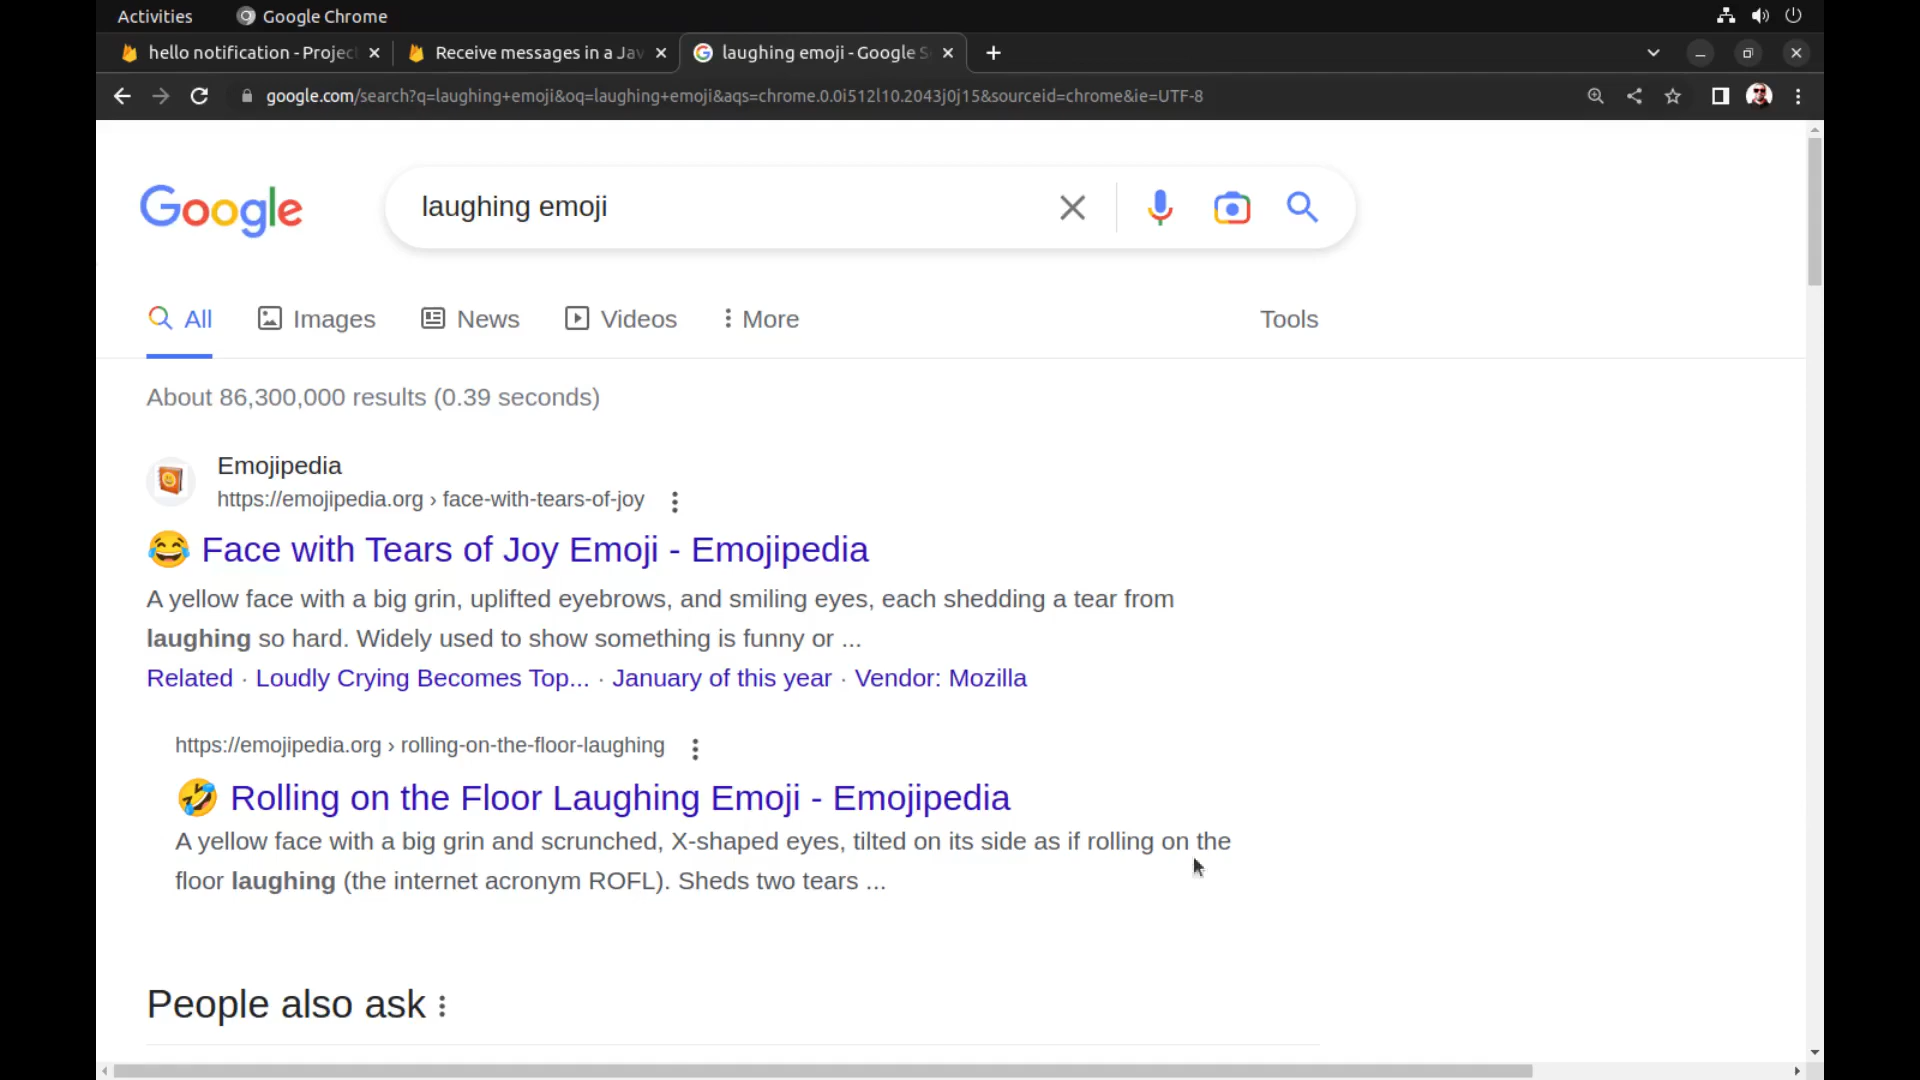 Activities
Google Chrome
hello notification - Project
Receive messages in a Jav
laughing emoji - Google S
google.com/search?q=laughing+emoji&oq=laughing+emoji&aqs=chrome.0.0i512l10.2043j0j15&sourceid=chrome&ie=UTF-8
Google
laughing emoji
All
Images
News
Videos
More
Tools
About 86,300,000 results (0.39 seconds)
Emojipedia
https://emojipedia.org › face-with-tears-of-joy
😂 Face with Tears of Joy Emoji - Emojipedia
A yellow face with a big grin, uplifted eyebrows, and smiling eyes, each shedding a tear from
laughing so hard. Widely used to show something is funny or ...
Related · Loudly Crying Becomes Top... · January of this year · Vendor: Mozilla
https://emojipedia.org › rolling-on-the-floor-laughing
🤣 Rolling on the Floor Laughing Emoji - Emojipedia
A yellow face with a big grin and scrunched, X-shaped eyes, tilted on its side as if rolling on the
floor laughing (the internet acronym ROFL). Sheds two tears ...
People also ask